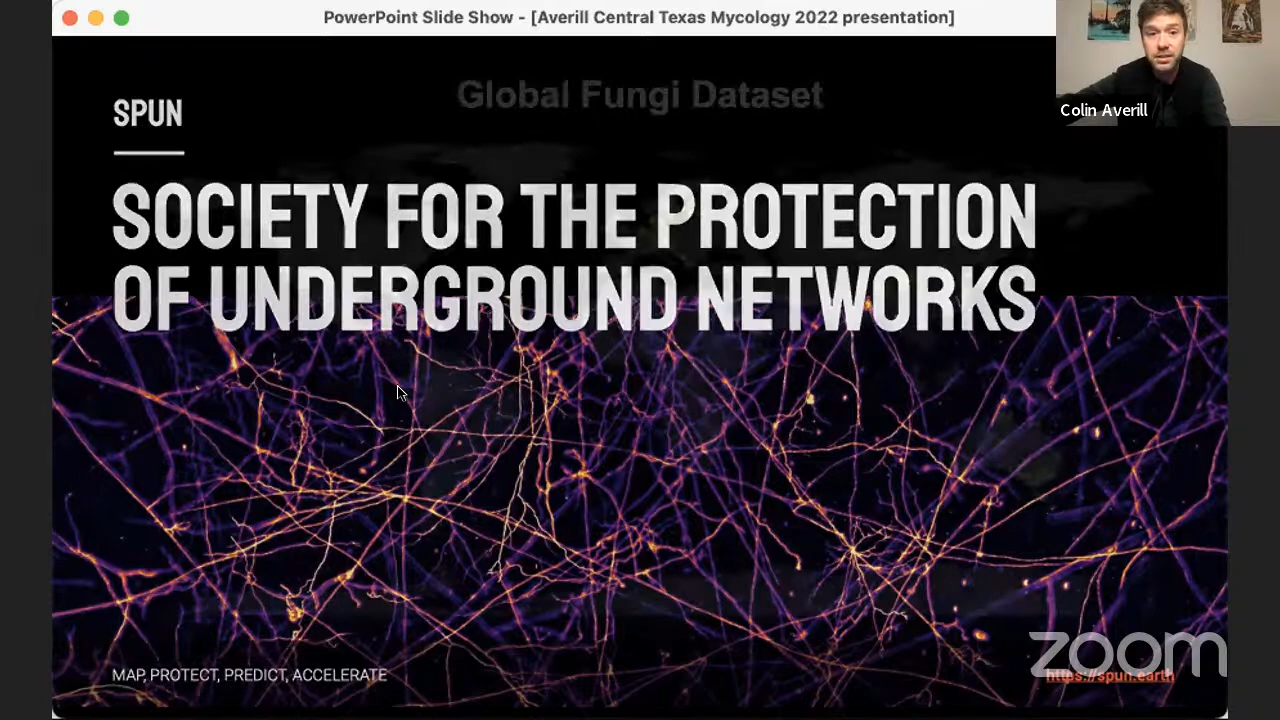 PowerPoint Slide Show - [Averill Central Texas Mycology 2022 presentation]
Colin Averill
Global Fungi Dataset
SPUN
SOCIETY FOR THE PROTECTION
OF UNDERGROUND NETWORKS
MAP, PROTECT, PREDICT, ACCELERATE
https://spun.earth
zoom